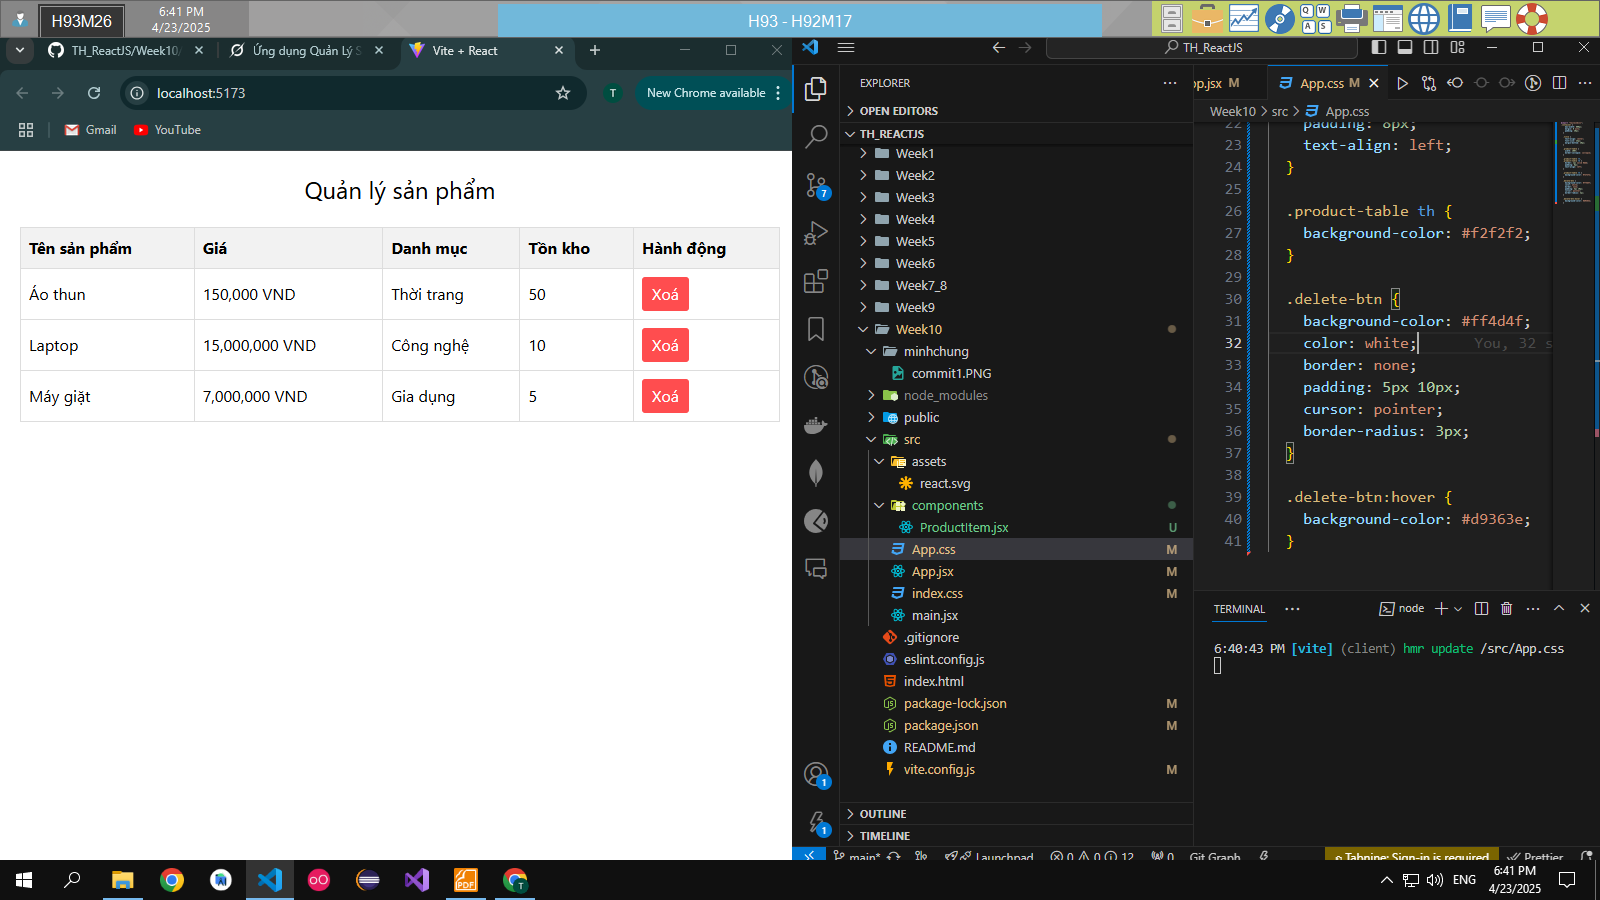 H93M26
6:41 PM
4/23/2025
H93 - H92M17
TH_ReactJS/Week10/
Ứng dụng Quản Lý S
Vite + React
localhost:5173
T
New Chrome available
Gmail
YouTube
Quản lý sản phẩm
Tên sản phẩm Giá Danh mục Tồn kho Hành động
Áo thun 150,000 VND Thời trang 50 Xoá
Laptop 15,000,000 VND Công nghệ 10 Xoá
Máy giặt 7,000,000 VND Gia dụng 5 Xoá
TH_ReactJS
EXPLORER
OPEN EDITORS
TH_REACTJS
Week1
Week2
Week3
Week4
Week5
Week6
Week7_8
Week9
Week10
minhchung
commit1.PNG
node_modules
public
src
assets
react.svg
components
ProductItem.jsx U
App.css M
App.jsx M
index.css M
main.jsx
.gitignore
eslint.config.js
index.html
package-lock.json M
package.json M
README.md
vite.config.js M
OUTLINE
TIMELINE
7
1
1
pp.jsx M
App.css M
Week10 > src > App.css
22 padding: 8px;
23 text-align: left;
24 }
25
26 .product-table th {
27 background-color: #f2f2f2;
28 }
29
30 .delete-btn {
31 background-color: #ff4d4f;
32 color: white; You, 32 s
33 border: none;
34 padding: 5px 10px;
35 cursor: pointer;
36 border-radius: 3px;
37 }
38
39 .delete-btn:hover {
40 background-color: #d9363e;
41 }
TERMINAL
node
6:40:43 PM [vite] (client) hmr update /src/App.css
main* Launchpad 0 0 12 0 Git Graph Tabnine: Sign-in is required Prettier
ENG
6:41 PM
4/23/2025